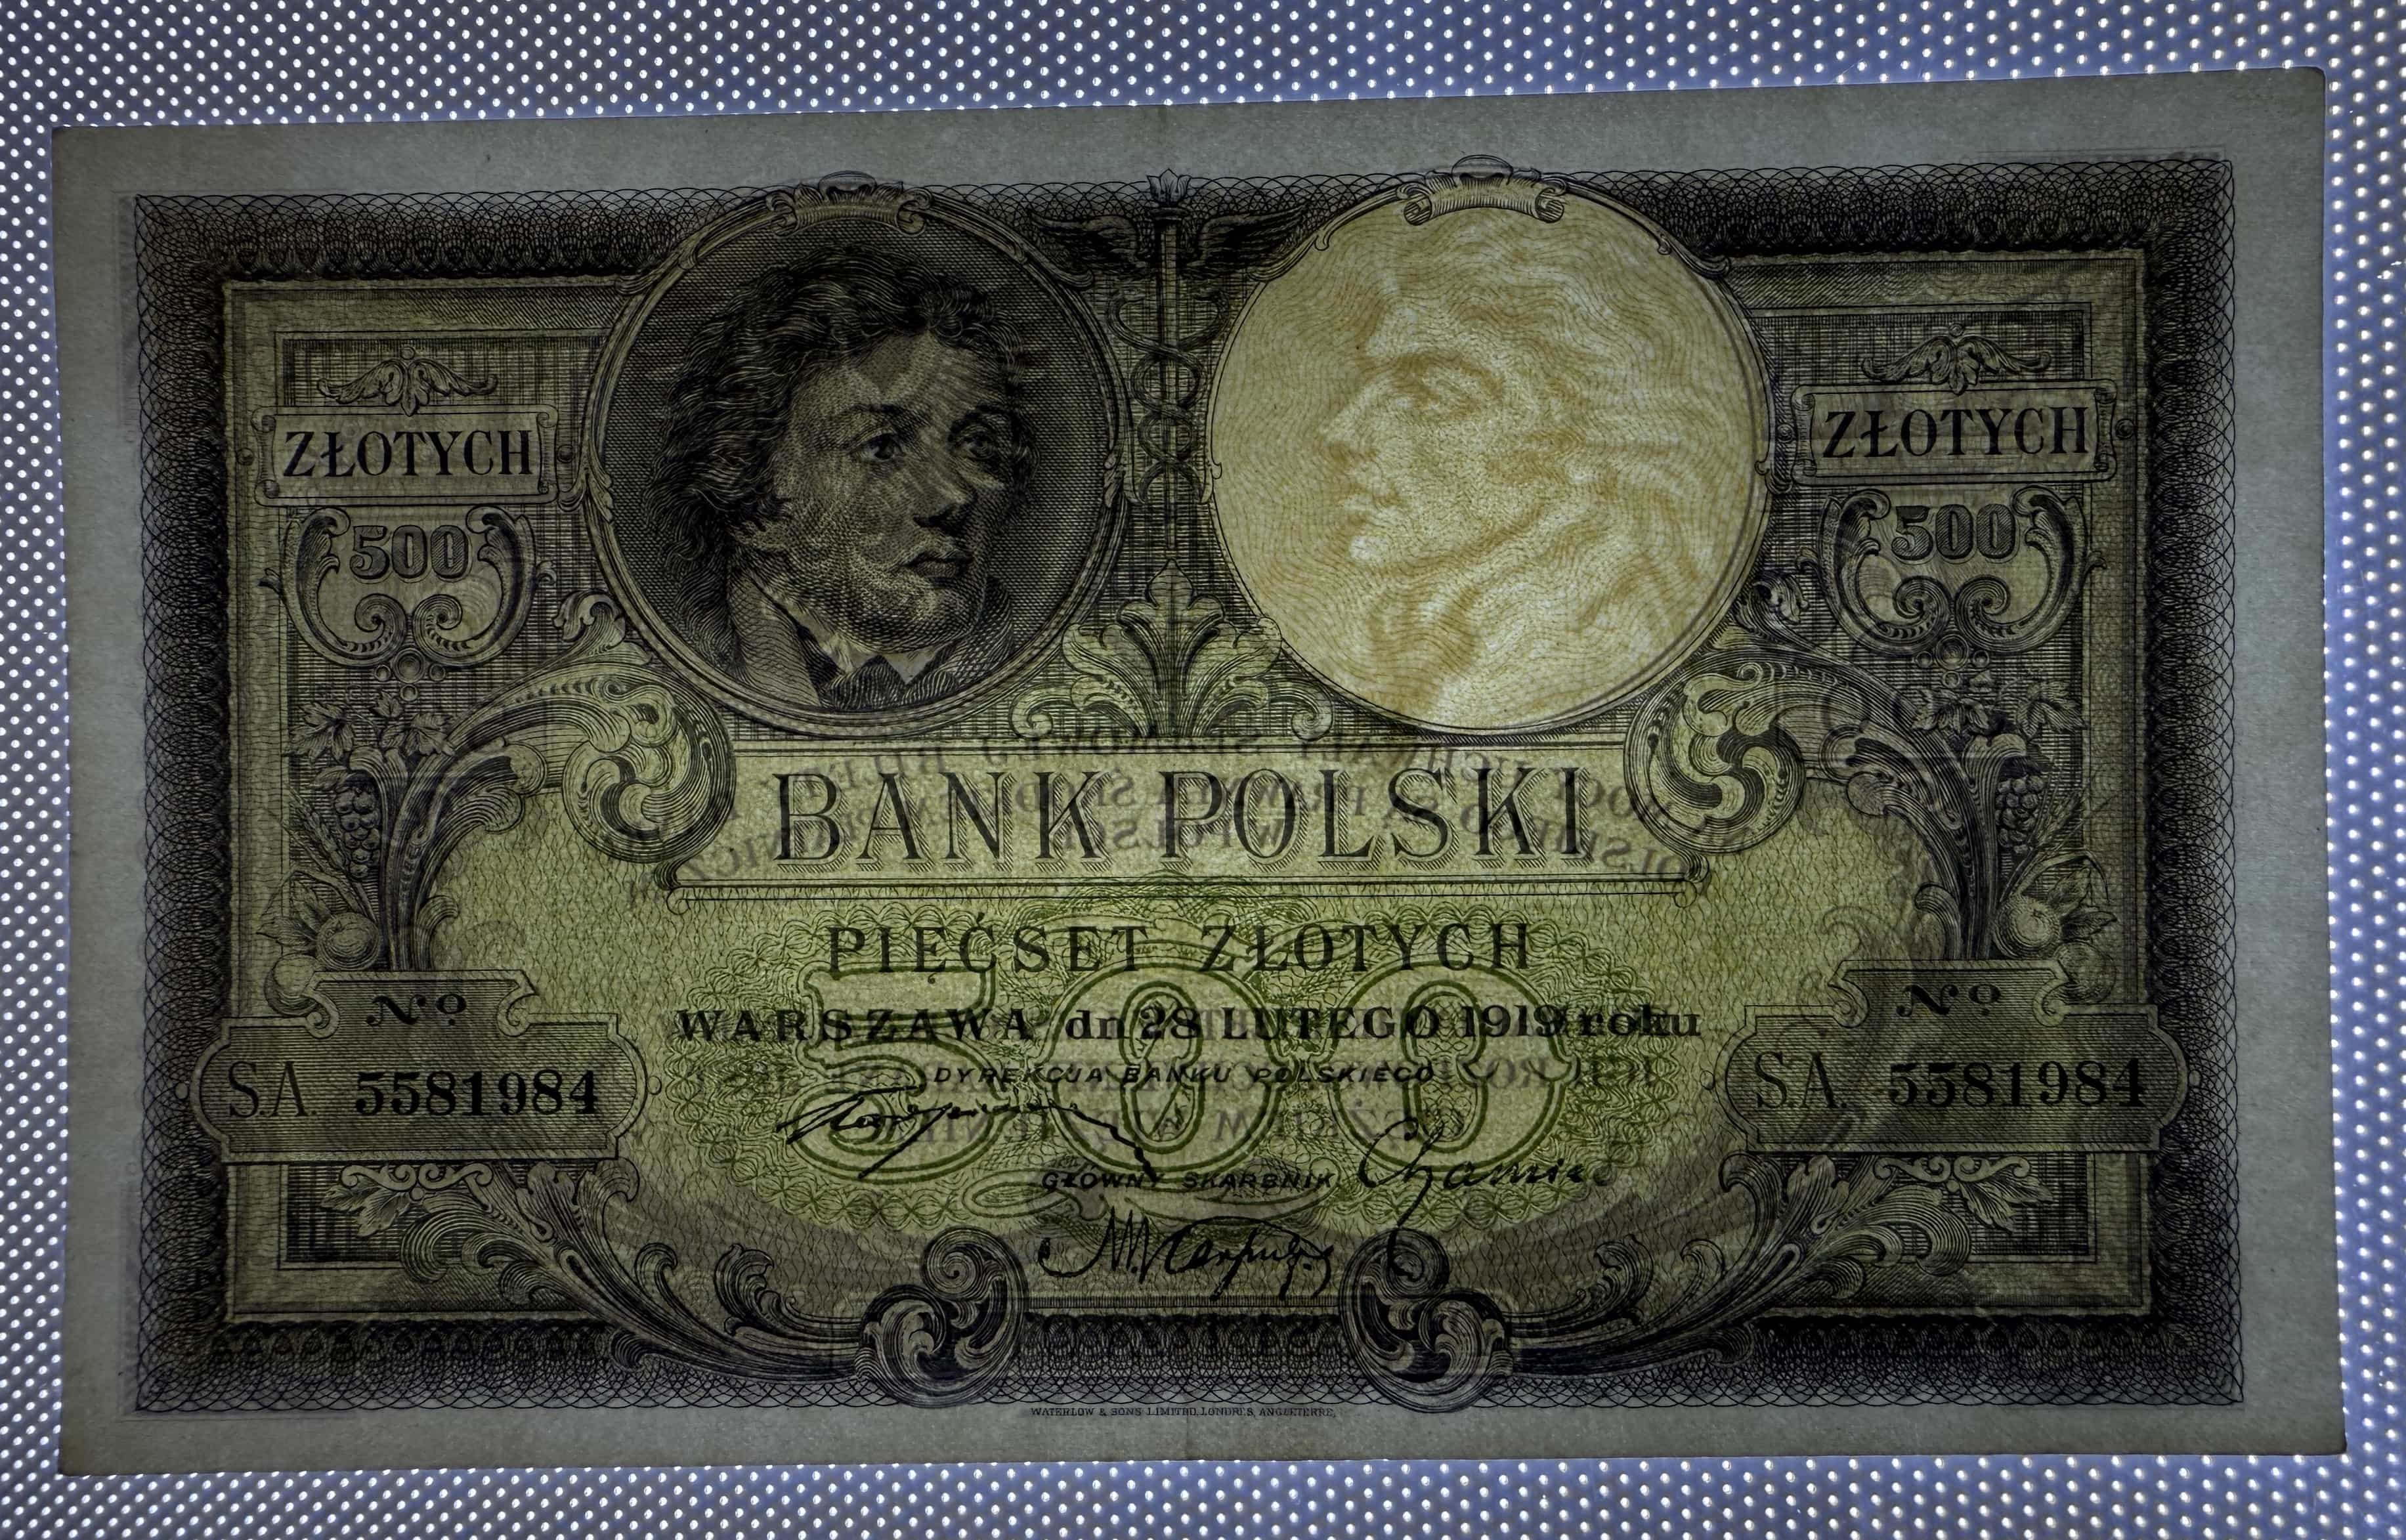 ZŁOTYCH
500
ZŁOTYCH
500
BANK POLSKI
PIĘĆSET ZŁOTYCH
WARSZAWA dn 28 LUTEGO 1919 roku
DYREKCJA BANKU POLSKIEGO
GŁÓWNY SKARBNIK
No
S.A. 5581984
No
S.A. 5581984
WATERLOW & SONS LIMITED, LONDRES, ANGLETERRE.